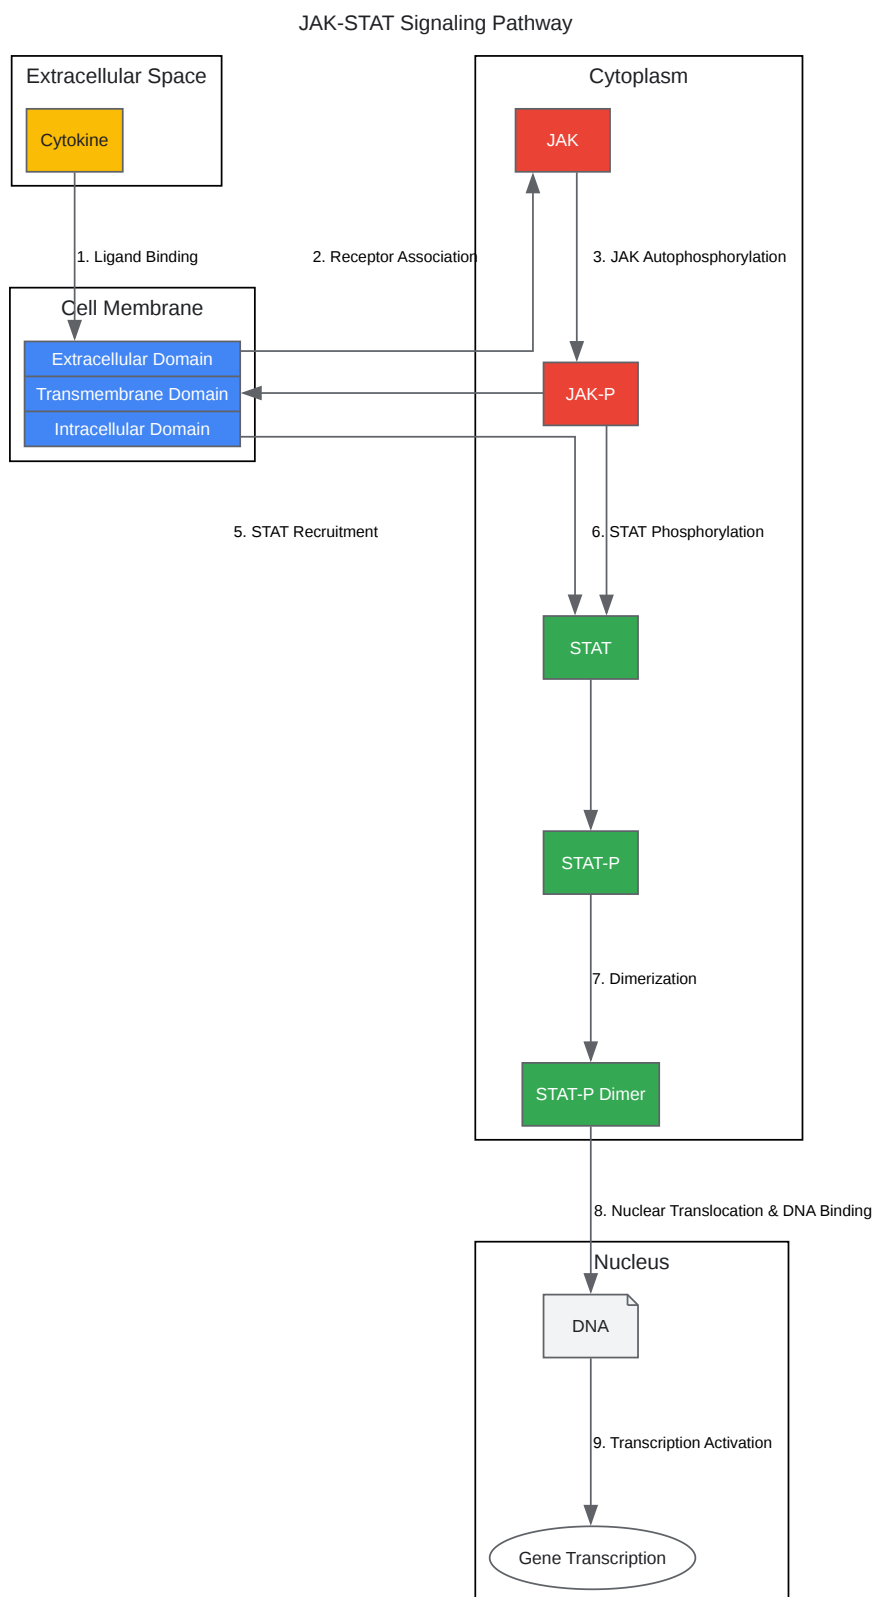 JAK-STAT Signaling Pathway
Extracellular Space
Cytoplasm
Cytokine
JAK
1. Ligand Binding
2. Receptor Association
3. JAK Autophosphorylation
Cell Membrane
Extracellular Domain
Transmembrane Domain
Intracellular Domain
JAK-P
5. STAT Recruitment
6. STAT Phosphorylation
STAT
STAT-P
7. Dimerization
STAT-P Dimer
8. Nuclear Translocation & DNA Binding
Nucleus
DNA
9. Transcription Activation
Gene Transcription